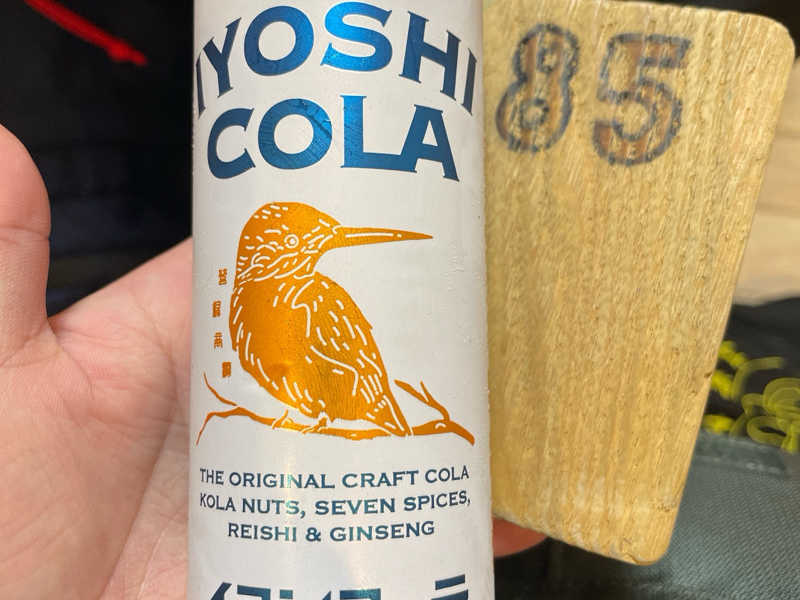 IYOSHI
COLA
THE ORIGINAL CRAFT COLA
KOLA NUTS, SEVEN SPICES,
REISHI & GINSENG
85